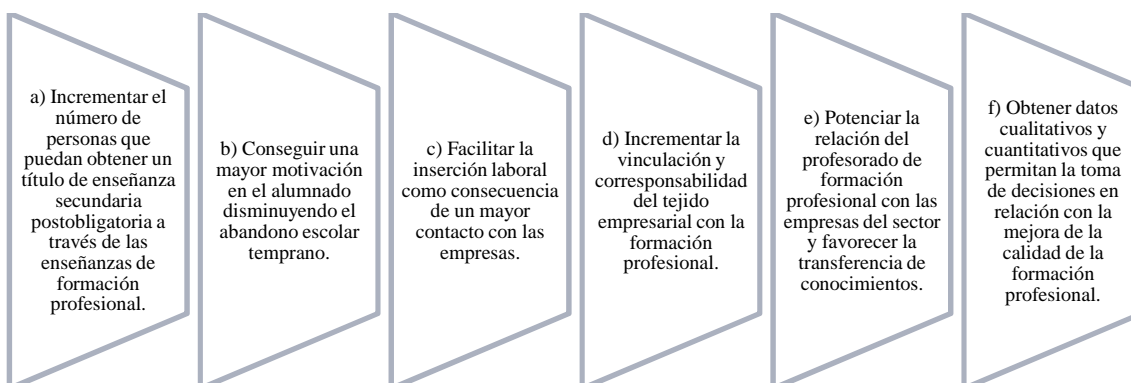 a) Incrementar el
número de
personas que
puedan obtener un
título de enseñanza
secundaria
postobligatoria a
través de las
enseñanzas de
formación
profesional.
b) Conseguir una
mayor motivación
en el alumnado
disminuyendo el
abandono escolar
temprano.
c) Facilitar la
inserción laboral
como consecuencia
de un mayor
contacto con las
empresas.
d) Incrementar la
vinculación y
corresponsabilidad
del tejido
empresarial con la
formación
profesional.
e) Potenciar la
relación del
profesorado de
formación
profesional con las
empresas del sector
y favorecer la
transferencia de
conocimientos.
f) Obtener datos
cualitativos y
cuantitativos que
permitan la toma
de decisiones en
relación con la
mejora de la
calidad de la
formación
profesional.